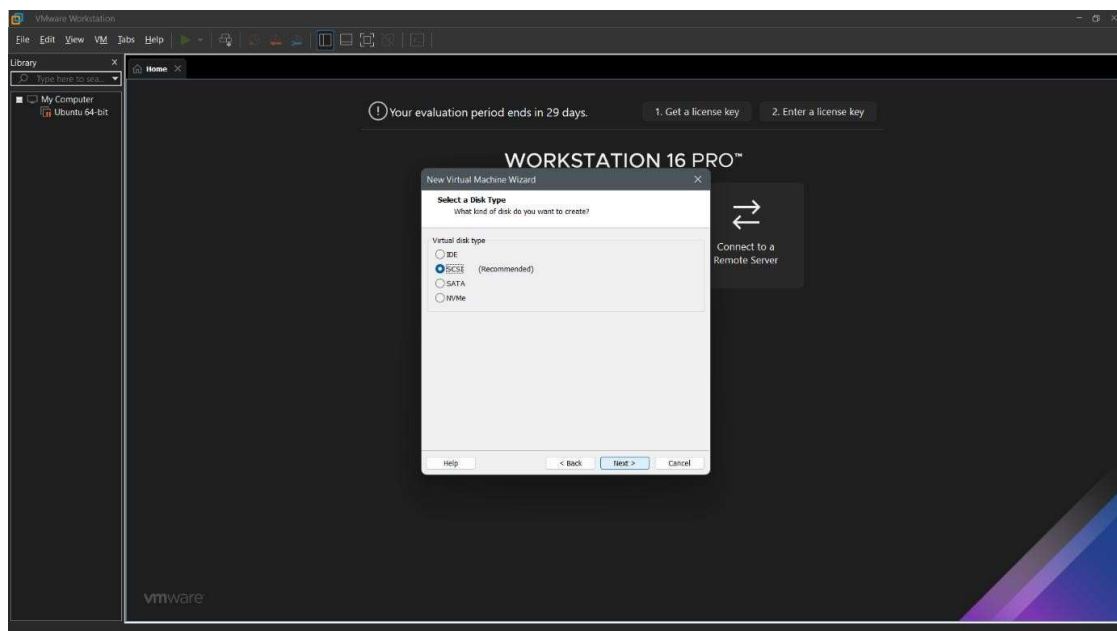 VMware Workstation
File Edit View VM Tabs Help
Library X
Type here to sea...
Home
My Computer
Ubuntu 64-bit
Your evaluation period ends in 29 days. 1. Get a license key 2. Enter a license key
WORKSTATION 16 PRO™
New Virtual Machine Wizard
Select a Disk Type
What kind of disk do you want to create?
Virtual disk type
IDE
SCSI (Recommended)
SATA
NVMe
Connect to a
Remote Server
Help < Back Next > Cancel
vmware